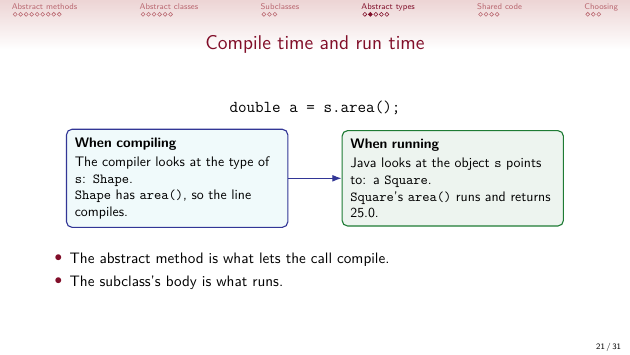 Abstract methods Abstract classes Subclasses Abstract types Shared code Choosing
Compile time and run time
double a = s.area();
When compiling
The compiler looks at the type of
s: Shape.
Shape has area(), so the line
compiles.
When running
Java looks at the object s points
to: a Square.
Square's area() runs and returns
25.0.
• The abstract method is what lets the call compile.
• The subclass's body is what runs.
21 / 31